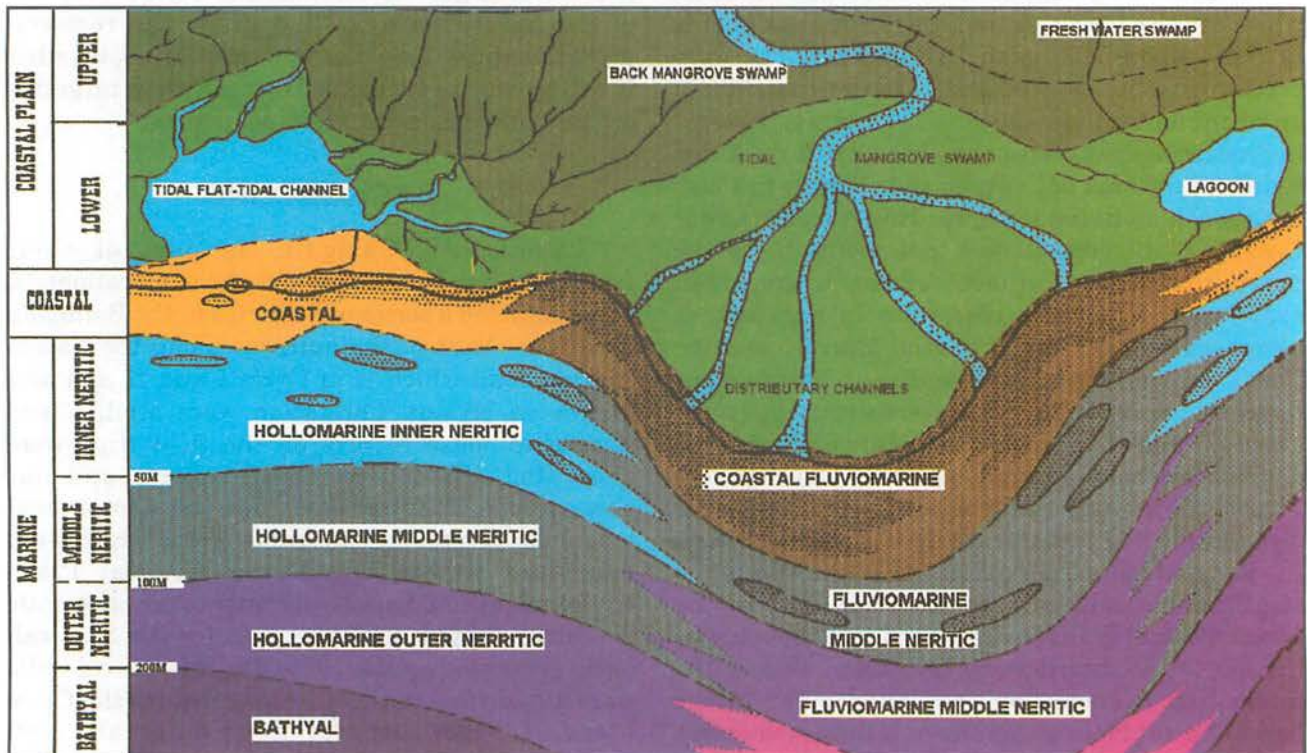 COASTAL PLAIN
UPPER
LOWER
COASTAL
MARINE
INNER NERITIC
MIDDLE
NERITIC
OUTER
NERITIC
BATHYAL
50M
100M
200M
FRESH WATER SWAMP
BACK MANGROVE SWAMP
TIDAL MANGROVE SWAMP
TIDAL FLAT-TIDAL CHANNEL
LAGOON
COASTAL
DISTRIBUTARY CHANNELS
HOLLOMARINE INNER NERITIC
COASTAL FLUVIOMARINE
HOLLOMARINE MIDDLE NERITIC
FLUVIOMARINE
MIDDLE NERITIC
HOLLOMARINE OUTER NERRITIC
FLUVIOMARINE MIDDLE NERITIC
BATHYAL